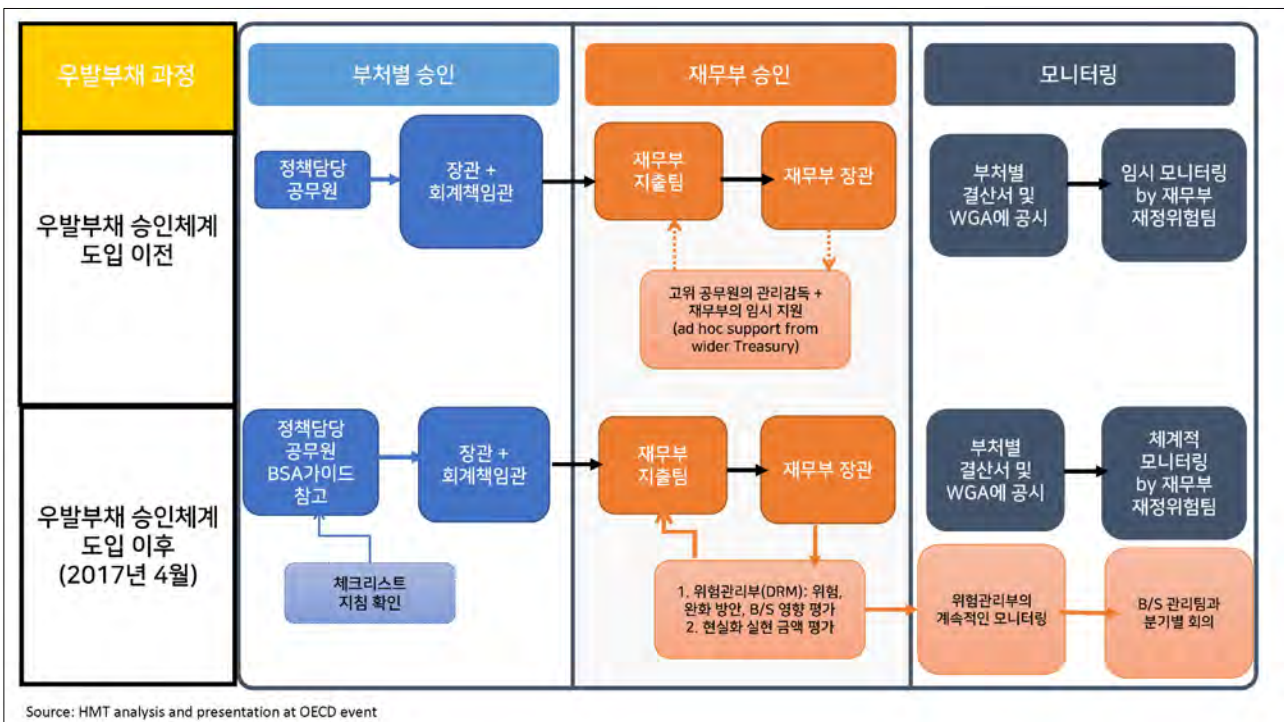 우발부채 과정
부처별 승인
재무부 승인
모니터링
우발부채 승인체계
도입 이전
정책담당
공무원
장관 +
회계책임관
재무부
지출팀
재무부 장관
고위 공무원의 관리감독 +
재무부의 임시 지원
(ad hoc support from
wider Treasury)
부처별
결산서 및
WGA에 공시
임시 모니터링
by 재무부
재정위험팀
우발부채 승인체계
도입 이후
(2017년 4월)
정책담당
공무원
BSA가이드
참고
장관 +
회계책임관
체크리스트
지침 확인
재무부
지출팀
재무부 장관
1. 위험관리부(DRM): 위험,
완화 방안, B/S 영향 평가
2. 현실화 실현 금액 평가
부처별
결산서 및
WGA에 공시
체계적
모니터링
by 재무부
재정위험팀
위험관리부의
계속적인 모니터링
B/S 관리팀과
분기별 회의
Source: HMT analysis and presentation at OECD event